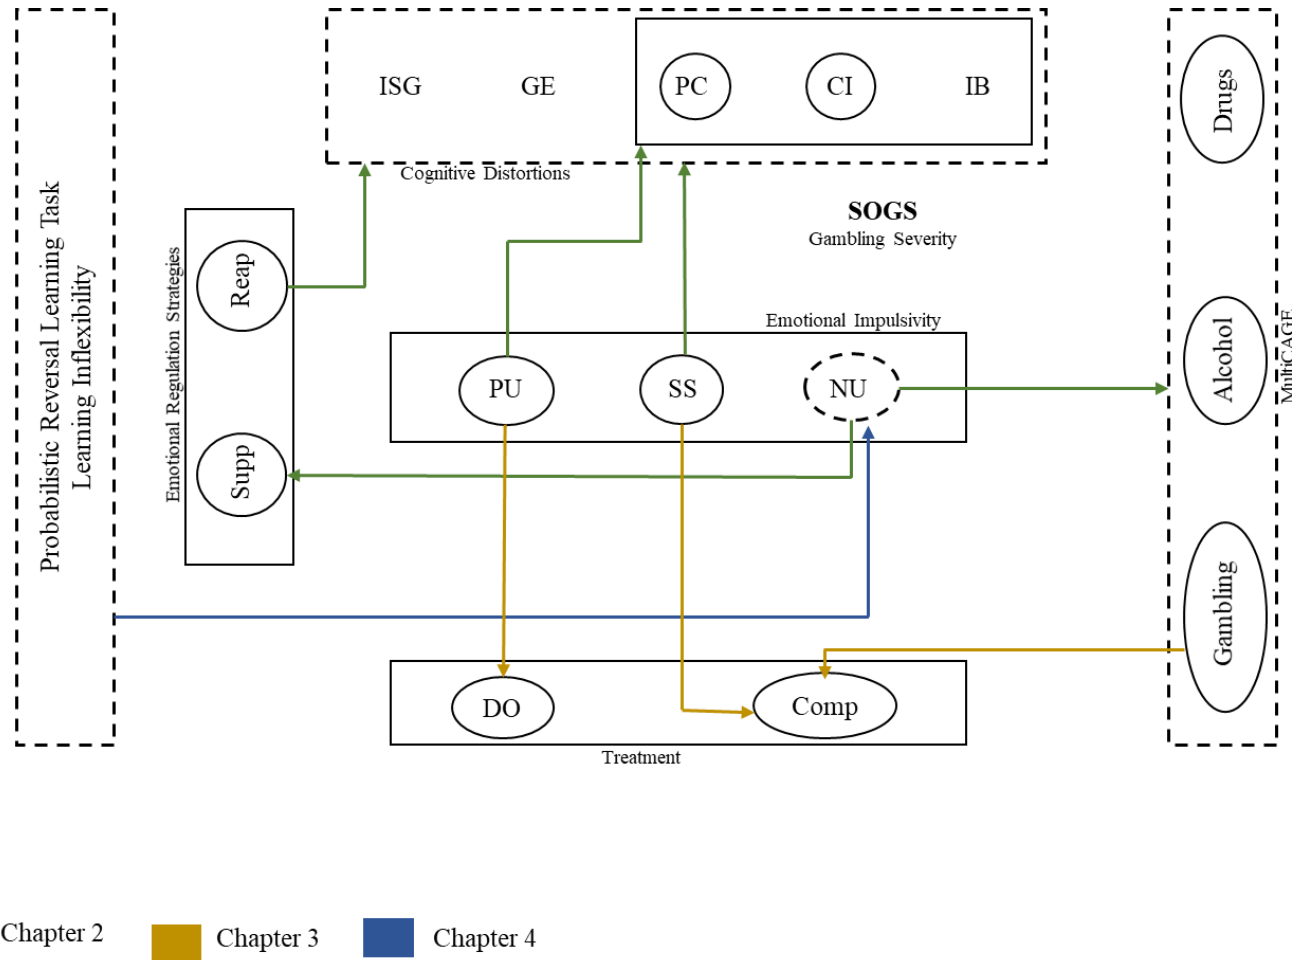 ISG
GE
PC
CI
IB
Drugs
Cognitive Distortions
SOGS
Gambling Severity
Probabilistic Reversal Learning Task
Learning Inflexibility
Emotional Regulation Strategies
Reap
Supp
Emotional Impulsivity
PU
SS
NU
Alcohol
MultiCAGE
Gambling
DO
Comp
Treatment
Chapter 2
Chapter 3
Chapter 4